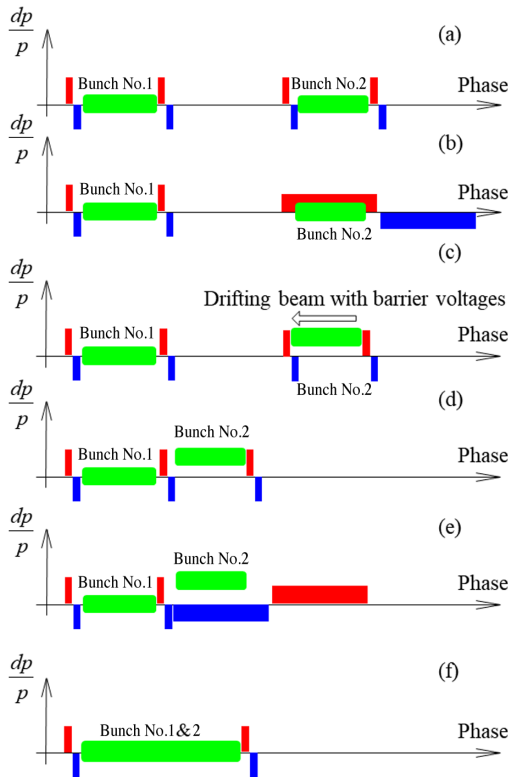 dp
p
(a)
Bunch No.1
Bunch No.2
Phase
dp
p
(b)
Bunch No.1
Phase
Bunch No.2
(c)
dp
p
Drifting beam with barrier voltages
Bunch No.1
Phase
Bunch No.2
dp
p
(d)
Bunch No.2
Bunch No.1
Phase
dp
p
(e)
Bunch No.2
Bunch No.1
Phase
dp
p
(f)
Bunch No.1&2
Phase